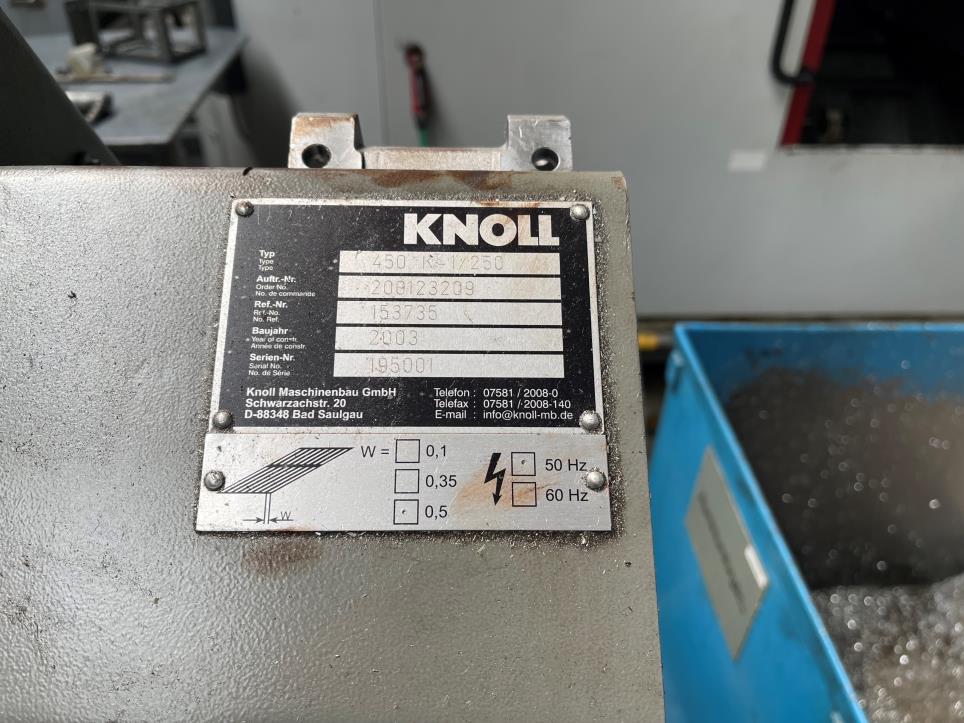 KNOLL
Typ
Type
Type
450 K-1/250
Auftr.-Nr.
Order No.
No. de commande
200123209
Ref.-Nr.
Ref.-No.
No. Ref.
153735
Baujahr
Year of constr.
Année de constr.
2003
Serien-Nr.
Serial No.
No. de Série
195001
Knoll Maschinenbau GmbH
Schwarzachstr. 20
D-88348 Bad Saulgau
Telefon : 07581 / 2008-0
Telefax : 07581 / 2008-140
E-mail : info@knoll-mb.de
W = 0,1
0,35
0,5
W
50 Hz
60 Hz